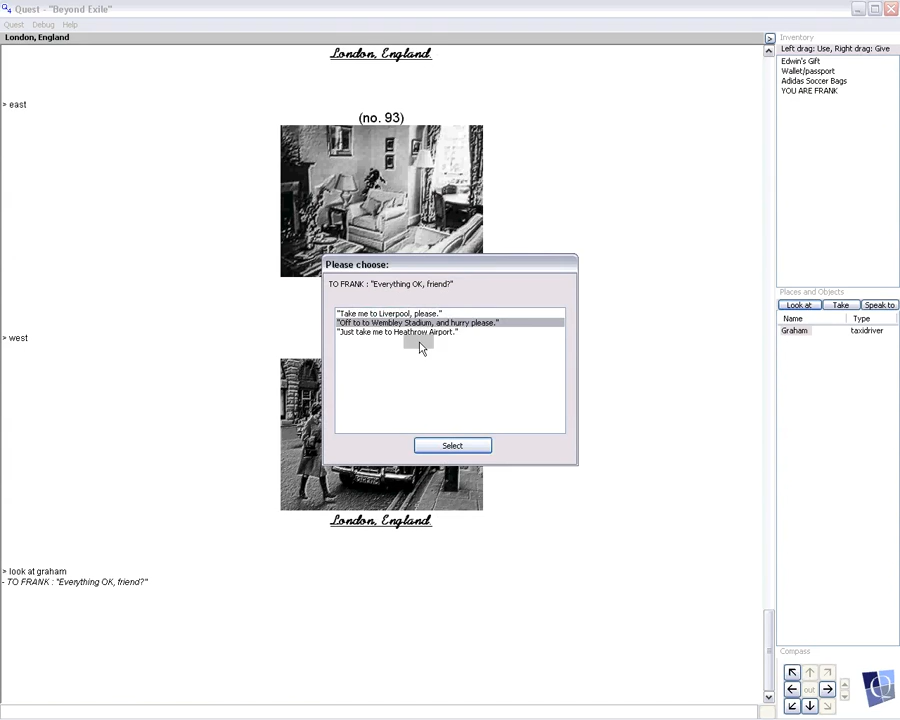 Quest - "Beyond Exile"
Quest Debug Help
London, England
London, England.
> east
(no. 93)
> west
London, England.
> look at graham
- TO FRANK : "Everything OK, friend?"
Please choose:
TO FRANK : "Everything OK, friend?"
"Take me to Liverpool, please."
"Off to to Wembley Stadium, and hurry please."
"Just take me to Heathrow Airport."
Select
Inventory
Left drag: Use, Right drag: Give
Edwin's Gift
Wallet/passport
Adidas Soccer Bags
YOU ARE FRANK
Places and Objects
Look at Take Speak to
Name Type
Graham taxidriver
Compass
out